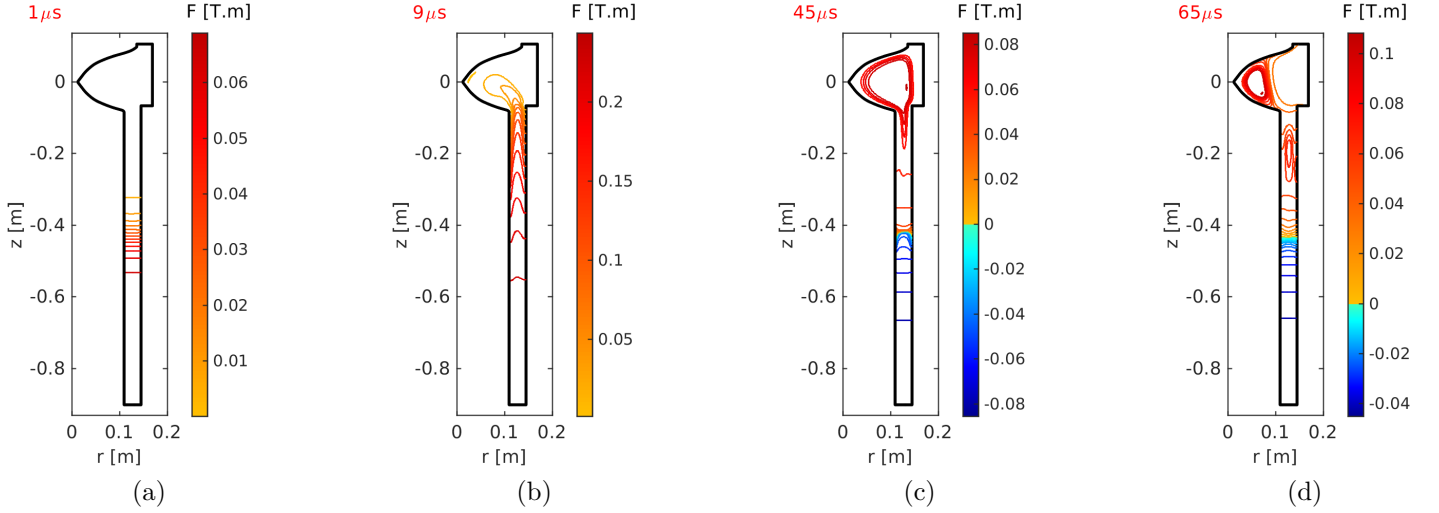 1μs F [T.m]
9μs F [T.m]
45μs F [T.m]
65μs F [T.m]
z [m]
0
-0.2
-0.4
-0.6
-0.8
0 0.1 0.2
r [m]
0.06
0.05
0.04
0.03
0.02
0.01
(a)
z [m]
0
-0.2
-0.4
-0.6
-0.8
0 0.1 0.2
r [m]
0.2
0.15
0.1
0.05
(b)
z [m]
0
-0.2
-0.4
-0.6
-0.8
0 0.1 0.2
r [m]
0.08
0.06
0.04
0.02
0
-0.02
-0.04
-0.06
-0.08
(c)
z [m]
0
-0.2
-0.4
-0.6
-0.8
0 0.1 0.2
r [m]
0.1
0.08
0.06
0.04
0.02
0
-0.02
-0.04
(d)